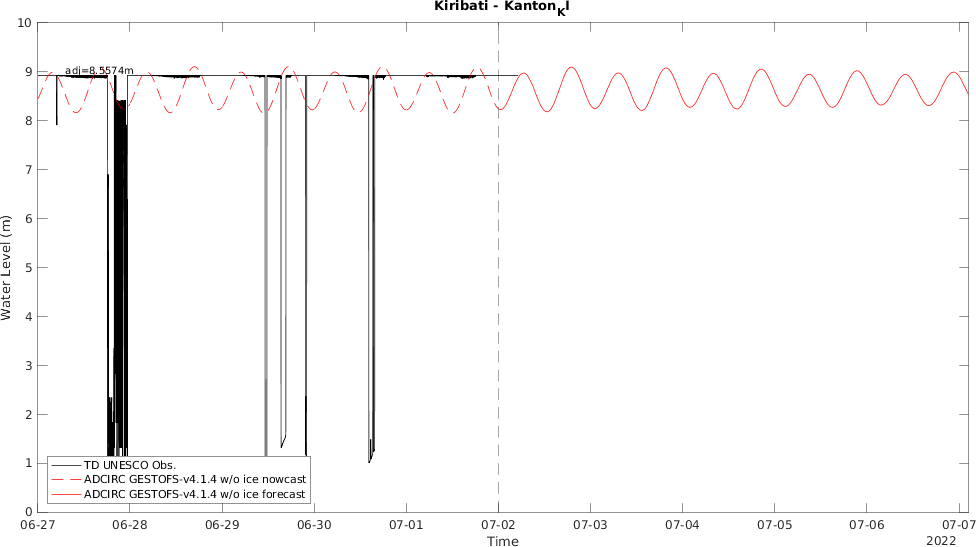 Kiribati - Kanton_KI
10
9
8
7
6
5
4
3
2
1
0
Water Level (m)
adj=8.5574m
TD UNESCO Obs.
ADCIRC GESTOFS-v4.1.4 w/o ice nowcast
ADCIRC GESTOFS-v4.1.4 w/o ice forecast
06-27 06-28 06-29 06-30 07-01 07-02 07-03 07-04 07-05 07-06 07-07
Time
2022